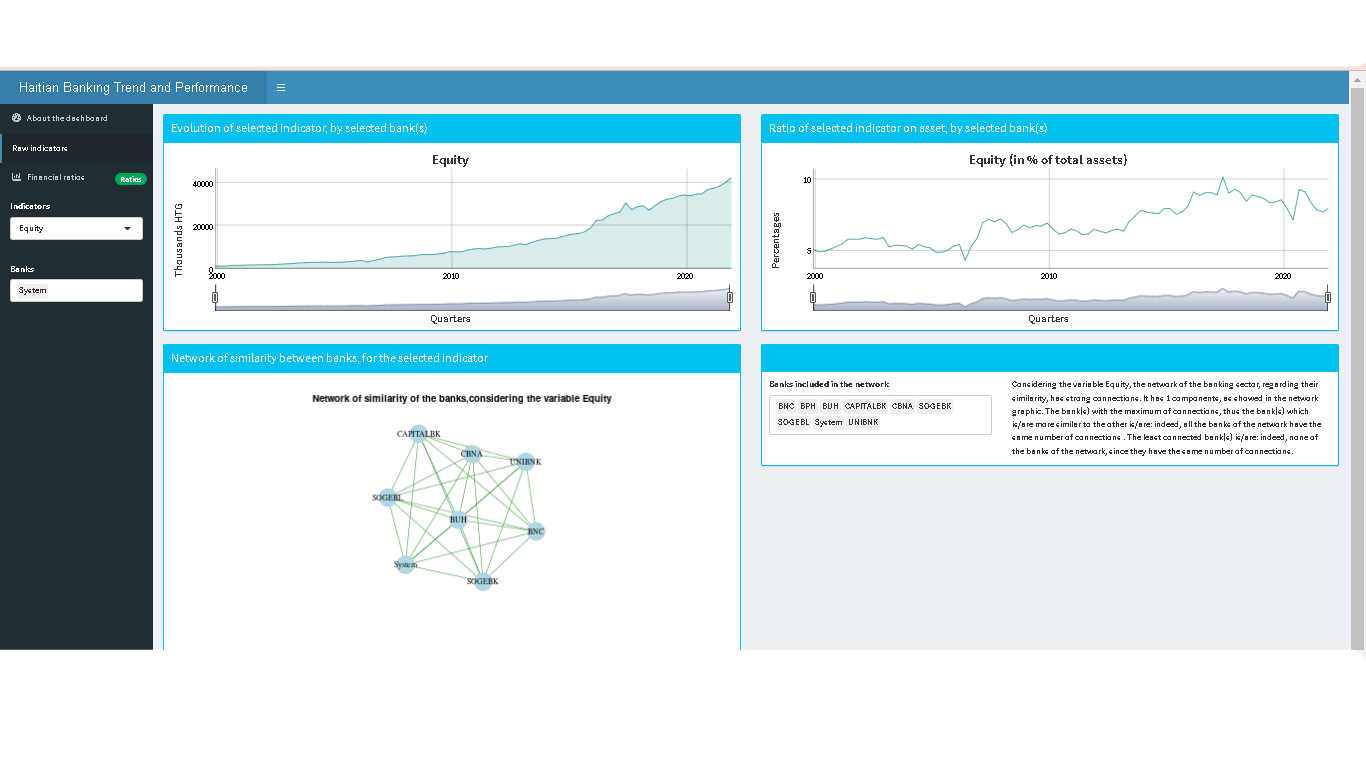 Haitian Banking Trend and Performance
About the dashboard
Raw indicators
Financial ratios
Ratios
Indicators
Equity
Banks
System
Evolution of selected indicator, by selected bank(s)
Equity
Thousands HTG
40000
20000
0
2000 2010 2020
Quarters
Ratio of selected indicator on asset, by selected bank(s)
Equity (in % of total assets)
Percentages
10
5
2000 2010 2020
Quarters
Network of similarity between banks, for the selected indicator
Network of similarity of the banks,considering the variable Equity
CAPITALBK
CBNA
UNIBNK
SOGEBL
BUH
BNC
System
SOGEBK
Banks included in the network
BNC BPH BUH CAPITALBK CBNA SOGEBK
SOGEBL System UNIBNK
Considering the variable Equity, the network of the banking sector, regarding their
similarity, has strong connections. It has 1 components, as showed in the network
graphic. The bank(s) with the maximum of connections, thus the bank(s) which
is/are more similar to the other is/are: indeed, all the banks of the network have the
same number of connections . The least connected bank(s) is/are: indeed, none of
the banks of the network, since they have the same number of connections.